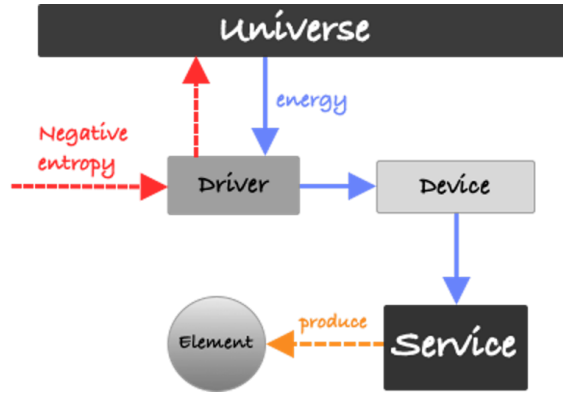 Universe
energy
Negative
entropy
Driver
Device
produce
Element
Service